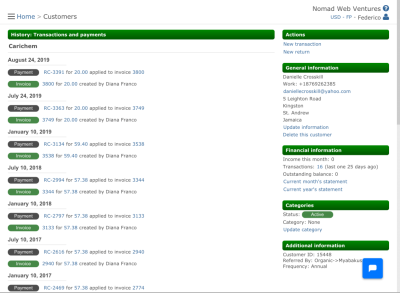 Nomad Web Ventures
Home > Customers
USD - FP - Federico
History: Transactions and payments
Carichem
August 24, 2019
Payment RC-3391 for 20.00 applied to invoice 3800
Invoice 3800 for 20.00 created by Diana Franco
July 24, 2019
Payment RC-3363 for 20.00 applied to invoice 3749
Invoice 3749 for 20.00 created by Diana Franco
January 10, 2019
Payment RC-3134 for 59.40 applied to invoice 3538
Invoice 3538 for 59.40 created by Diana Franco
July 10, 2018
Payment RC-2994 for 57.38 applied to invoice 3344
Invoice 3344 for 57.38 created by Diana Franco
January 10, 2018
Payment RC-2797 for 57.38 applied to invoice 3133
Invoice 3133 for 57.38 created by Diana Franco
July 10, 2017
Payment RC-2616 for 57.38 applied to invoice 2940
Invoice 2940 for 57.38 created by Diana Franco
January 10, 2017
Payment RC-2469 for 57.38 applied to invoice 2774
Actions
New transaction
New return
General information
Danielle Crosskill
Work: +18769262365
daniellecrosskill@yahoo.com
5 Leighton Road
Kingston
St. Andrew
Jamaica
Update information
Delete this customer
Financial information
Income this month: 0
Transactions: 16 (last one 25 days ago)
Outstanding balance: 0
Current month's statement
Current year's statement
Categories
Status: Active
Category: None
Update category
Additional information
Customer ID: 15448
Referred By: Organic->Myabakus
Frequency: Annual